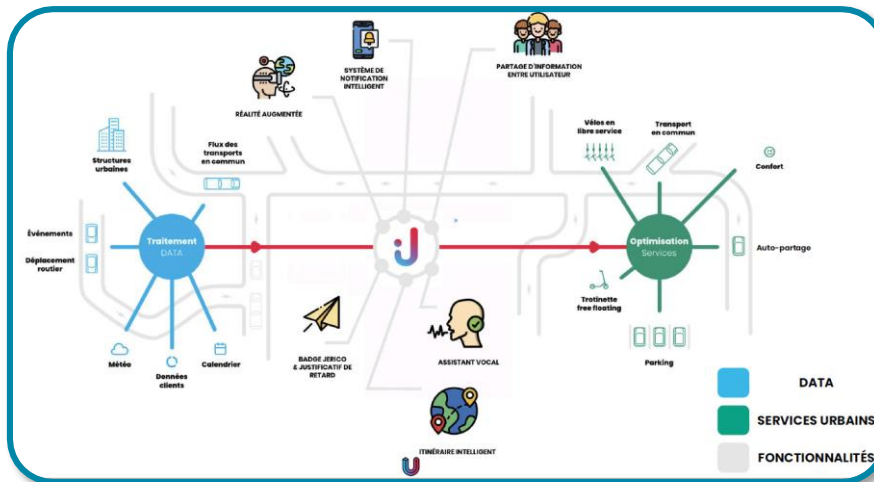 PARTAGE D'INFORMATION
ENTRE UTILISATEUR
SYSTÈME DE
NOTIFICATION
INTELLIGENT
RÉALITÉ AUGMENTÉE
Structures
urbaines
Flux des
transports
en commun
Événements
Déplacement
routier
Traitement
DATA
Météo
Données
clients
Calendrier
J
BADGE JERICO
& JUSTIFICATIF DE
RETARD
ASSISTANT VOCAL
ITINÉRAIRE INTELLIGENT
Vélos en
libre service
Transport
en commun
Confort
Optimisation
Services
Auto-partage
Trotinette
free floating
Parking
DATA
SERVICES URBAINS
FONCTIONNALITÉS